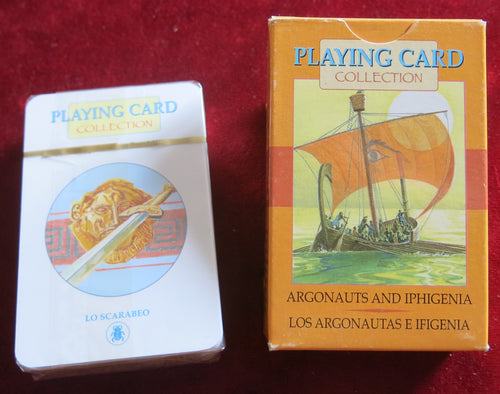 PLAYING CARD
COLLECTION
LO SCARABEO
PLAYING CARD
COLLECTION
ARGONAUTS AND IPHIGENIA
LOS ARGONAUTAS E IFIGENIA